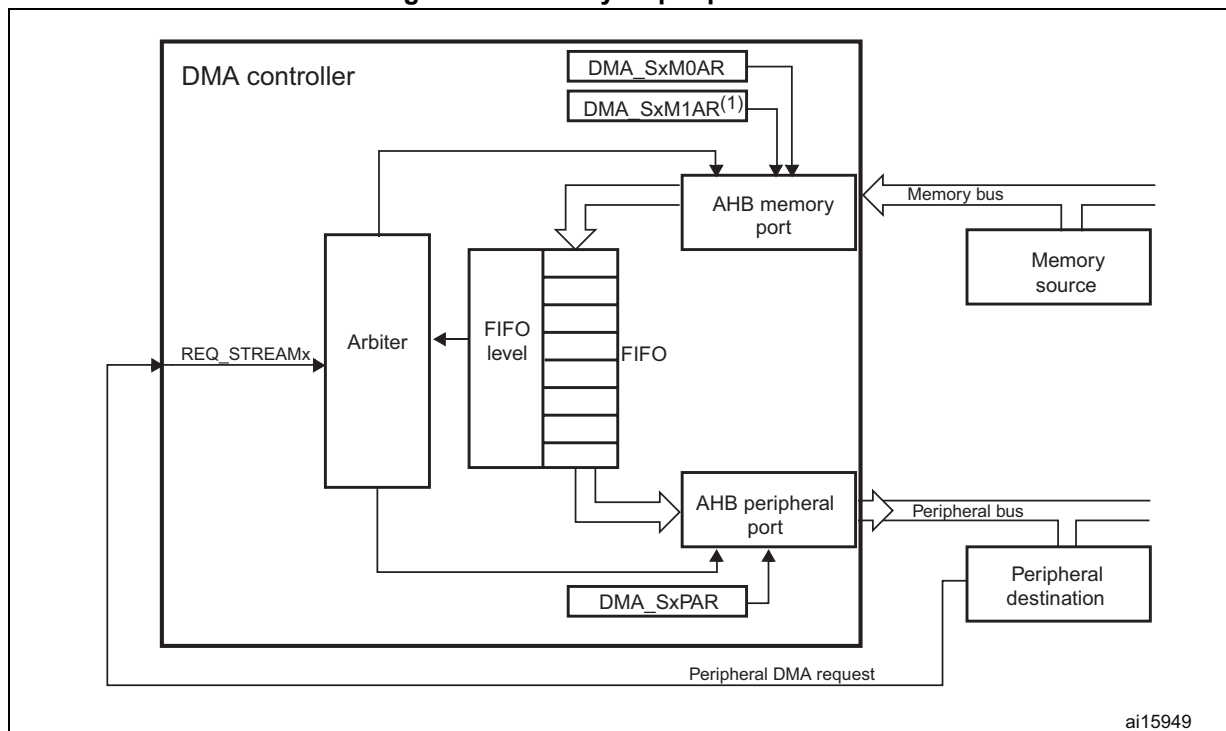 DMA controller
DMA_SxM0AR
DMA_SxM1AR(1)
AHB memory
port
Memory bus
Memory
source
REQ_STREAMx
Arbiter
FIFO
level
FIFO
AHB peripheral
port
Peripheral bus
Peripheral
destination
DMA_SxPAR
Peripheral DMA request
ai15949